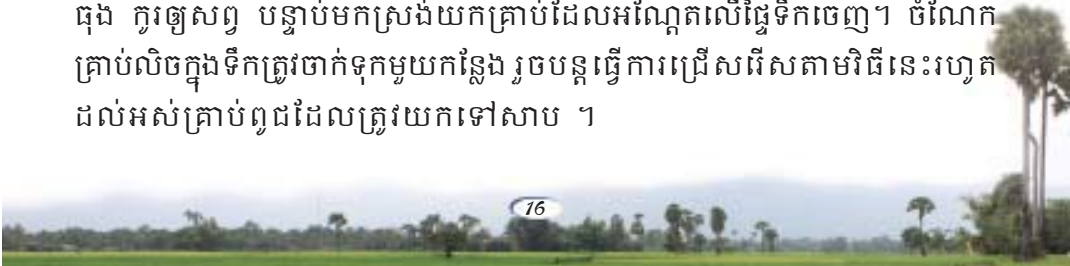 ធុង កូរឲ្យសព្វ បន្ទាប់មកស្រង់យកគ្រាប់ដែលអណ្តែតលើផ្ទៃទឹកចេញ។ ចំណែក
គ្រាប់លិចក្នុងទឹកត្រូវចាក់ទុកមួយកន្លែង រួចបន្តធ្វើការជ្រើសរើសតាមវិធីនេះរហូត
ដល់អស់គ្រាប់ពូជដែលត្រូវយកទៅសាប ។
16